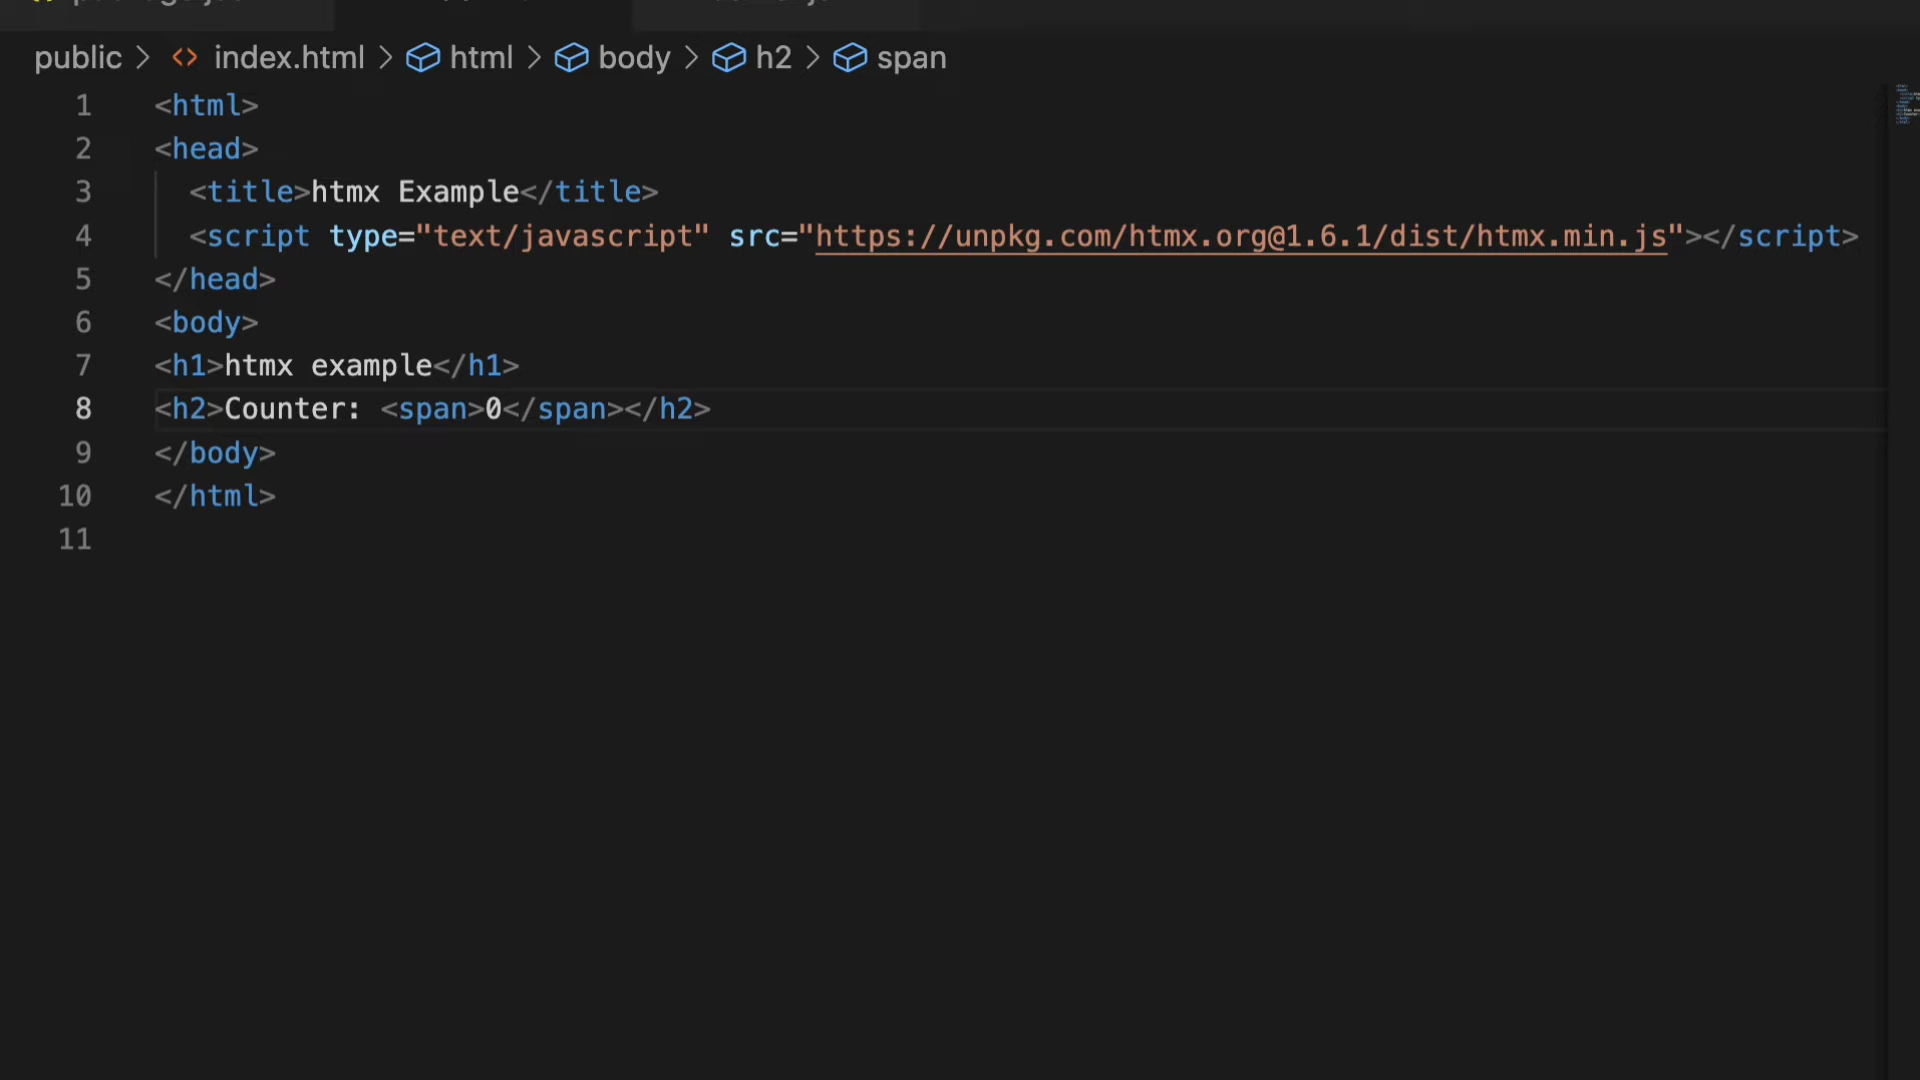 public > index.html > html > body > h2 > span
1 <html>
2 <head>
3 <title>htmx Example</title>
4 <script type="text/javascript" src="https://unpkg.com/htmx.org@1.6.1/dist/htmx.min.js"></script>
5 </head>
6 <body>
7 <h1>htmx example</h1>
8 <h2>Counter: <span>0</span></h2>
9 </body>
10 </html>
11